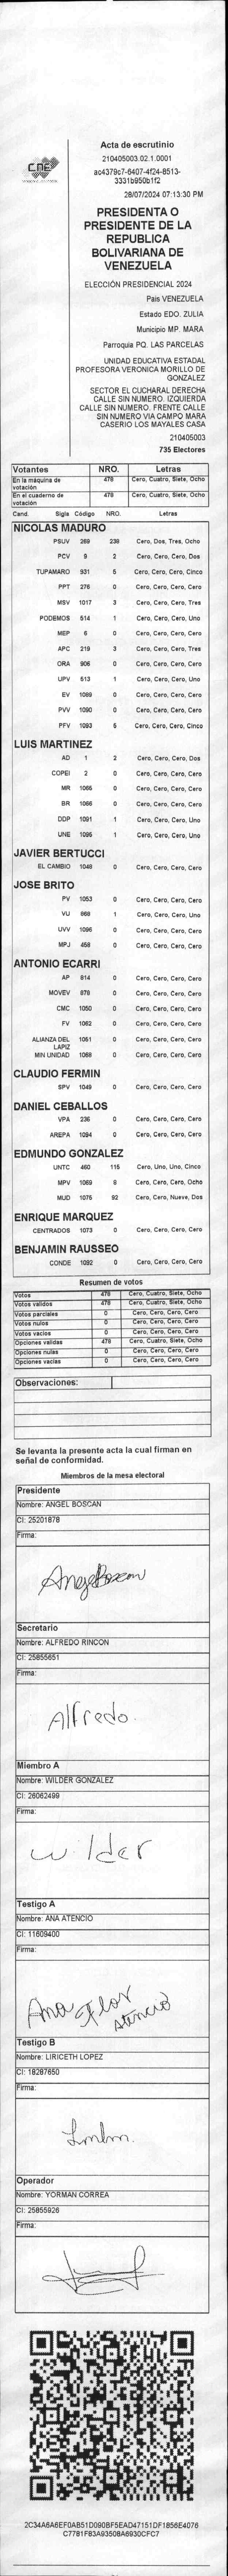 CNE
Acta de escrutinio
210405003.02.1.0001
ac4379c7-6407-4f24-8513-
3331b950b1f2
28/07/2024 07:13:30 PM
PRESIDENTA O
PRESIDENTE DE LA
REPUBLICA
BOLIVARIANA DE
VENEZUELA
ELECCIÓN PRESIDENCIAL 2024
Pais VENEZUELA
Estado EDO. ZULIA
Municipio MP. MARA
Parroquia PQ. LAS PARCELAS
UNIDAD EDUCATIVA ESTADAL
PROFESORA VERONICA MORILLO DE
GONZALEZ
SECTOR EL CUCHARAL DERECHA
CALLE SIN NUMERO. IZQUIERDA
CALLE SIN NUMERO. FRENTE CALLE
SIN NUMERO VIA CAMPO MARA
CASERIO LOS MAYALES CASA
210405003
735 Electores
Votantes NRO. Letras
En la máquina de votación 478 Cero, Cuatro, Siete, Ocho
En el cuaderno de votación 478 Cero, Cuatro, Siete, Ocho
Cand. Sigla Código NRO. Letras
NICOLAS MADURO
PSUV 269 238 Cero, Dos, Tres, Ocho
PCV 9 2 Cero, Cero, Cero, Dos
TUPAMARO 931 5 Cero, Cero, Cero, Cinco
PPT 276 0 Cero, Cero, Cero, Cero
MSV 1017 3 Cero, Cero, Cero, Tres
PODEMOS 514 1 Cero, Cero, Cero, Uno
MEP 6 0 Cero, Cero, Cero, Cero
APC 219 3 Cero, Cero, Cero, Tres
ORA 906 0 Cero, Cero, Cero, Cero
UPV 513 1 Cero, Cero, Cero, Uno
EV 1089 0 Cero, Cero, Cero, Cero
PVV 1090 0 Cero, Cero, Cero, Cero
PFV 1093 5 Cero, Cero, Cero, Cinco
LUIS MARTINEZ
AD 1 2 Cero, Cero, Cero, Dos
COPEI 2 0 Cero, Cero, Cero, Cero
MR 1065 0 Cero, Cero, Cero, Cero
BR 1066 0 Cero, Cero, Cero, Cero
DDP 1091 1 Cero, Cero, Cero, Uno
UNE 1095 1 Cero, Cero, Cero, Uno
JAVIER BERTUCCI
EL CAMBIO 1048 0 Cero, Cero, Cero, Cero
JOSE BRITO
PV 1053 0 Cero, Cero, Cero, Cero
VU 868 1 Cero, Cero, Cero, Uno
UVV 1096 0 Cero, Cero, Cero, Cero
MPJ 458 0 Cero, Cero, Cero, Cero
ANTONIO ECARRI
AP 814 0 Cero, Cero, Cero, Cero
MOVEV 878 0 Cero, Cero, Cero, Cero
CMC 1050 0 Cero, Cero, Cero, Cero
FV 1062 0 Cero, Cero, Cero, Cero
ALIANZA DEL LAPIZ 1051 0 Cero, Cero, Cero, Cero
MIN UNIDAD 1068 0 Cero, Cero, Cero, Cero
CLAUDIO FERMIN
SPV 1049 0 Cero, Cero, Cero, Cero
DANIEL CEBALLOS
VPA 236 0 Cero, Cero, Cero, Cero
AREPA 1094 0 Cero, Cero, Cero, Cero
EDMUNDO GONZALEZ
UNTC 460 115 Cero, Uno, Uno, Cinco
MPV 1069 8 Cero, Cero, Cero, Ocho
MUD 1075 92 Cero, Cero, Nueve, Dos
ENRIQUE MARQUEZ
CENTRADOS 1073 0 Cero, Cero, Cero, Cero
BENJAMIN RAUSSEO
CONDE 1092 0 Cero, Cero, Cero, Cero
Resumen de votos
Votos 478 Cero, Cuatro, Siete, Ocho
Votos validos 478 Cero, Cuatro, Siete, Ocho
Votos parciales 0 Cero, Cero, Cero, Cero
Votos nulos 0 Cero, Cero, Cero, Cero
Votos vacios 0 Cero, Cero, Cero, Cero
Opciones validas 478 Cero, Cuatro, Siete, Ocho
Opciones nulas 0 Cero, Cero, Cero, Cero
Opciones vacias 0 Cero, Cero, Cero, Cero
Observaciones:
Se levanta la presente acta la cual firman en
señal de conformidad.
Miembros de la mesa electoral
Presidente
Nombre: ANGEL BOSCAN
CI: 25201878
Firma:
Angel Boscan
Secretario
Nombre: ALFREDO RINCON
CI: 25855651
Firma:
Alfredo.
Miembro A
Nombre: WILDER GONZALEZ
CI: 26062499
Firma:
wilder
Testigo A
Nombre: ANA ATENCIO
CI: 11609400
Firma:
Ana Flor
Atencio
Testigo B
Nombre: LIRICETH LOPEZ
CI: 18287650
Firma:
Operador
Nombre: YORMAN CORREA
CI: 25855926
Firma:
2C34A6A6EF0AB51D090BF5EAD47151DF1856E4076
C7781F83A93508A6930CFC7